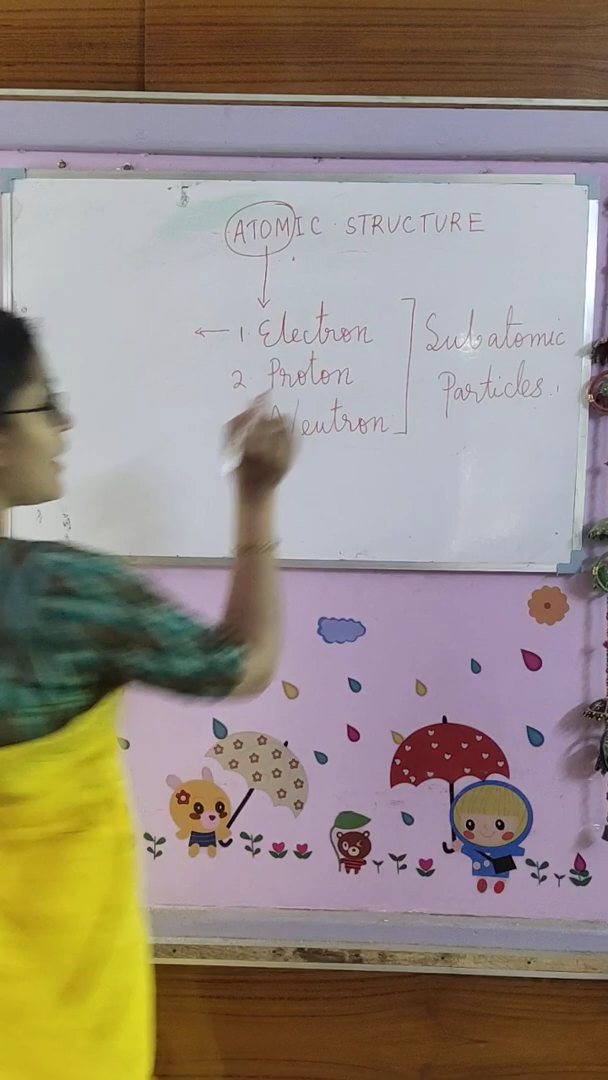 ATOMIC STRUCTURE
1. Electron
2. Proton
Neutron
Subatomic
Particles.